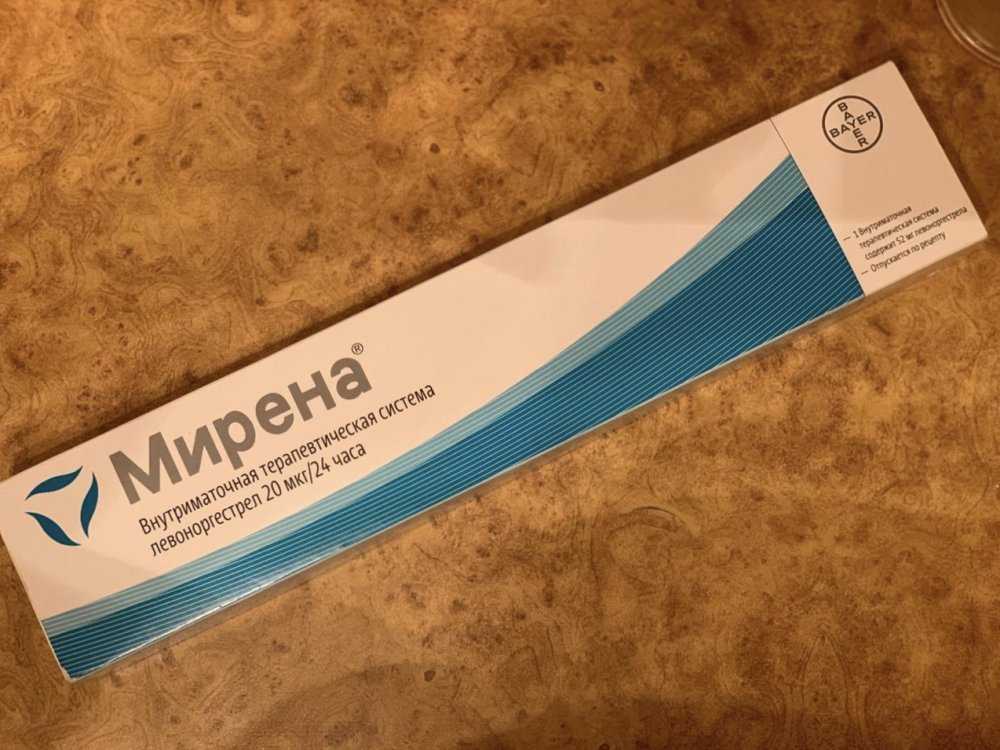 Мирена®
Внутриматочная терапевтическая система
левоноргестрел 20 мкг/24 часа
BAYER
BAYER
– 1 Внутриматочная
терапевтическая система
содержит 52 мг левоноргестрела
– Отпускается по рецепту